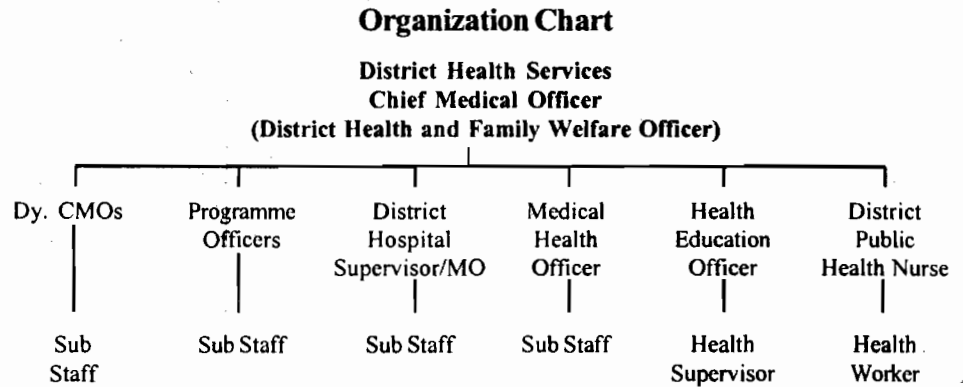 Organization Chart
District Health Services
Chief Medical Officer
(District Health and Family Welfare Officer)
Dy. CMOs
Programme
Officers
District
Hospital
Supervisor/MO
Medical
Health
Officer
Health
Education
Officer
District
Public
Health Nurse
Sub
Staff
Sub Staff
Sub Staff
Sub Staff
Health
Supervisor
Health
Worker